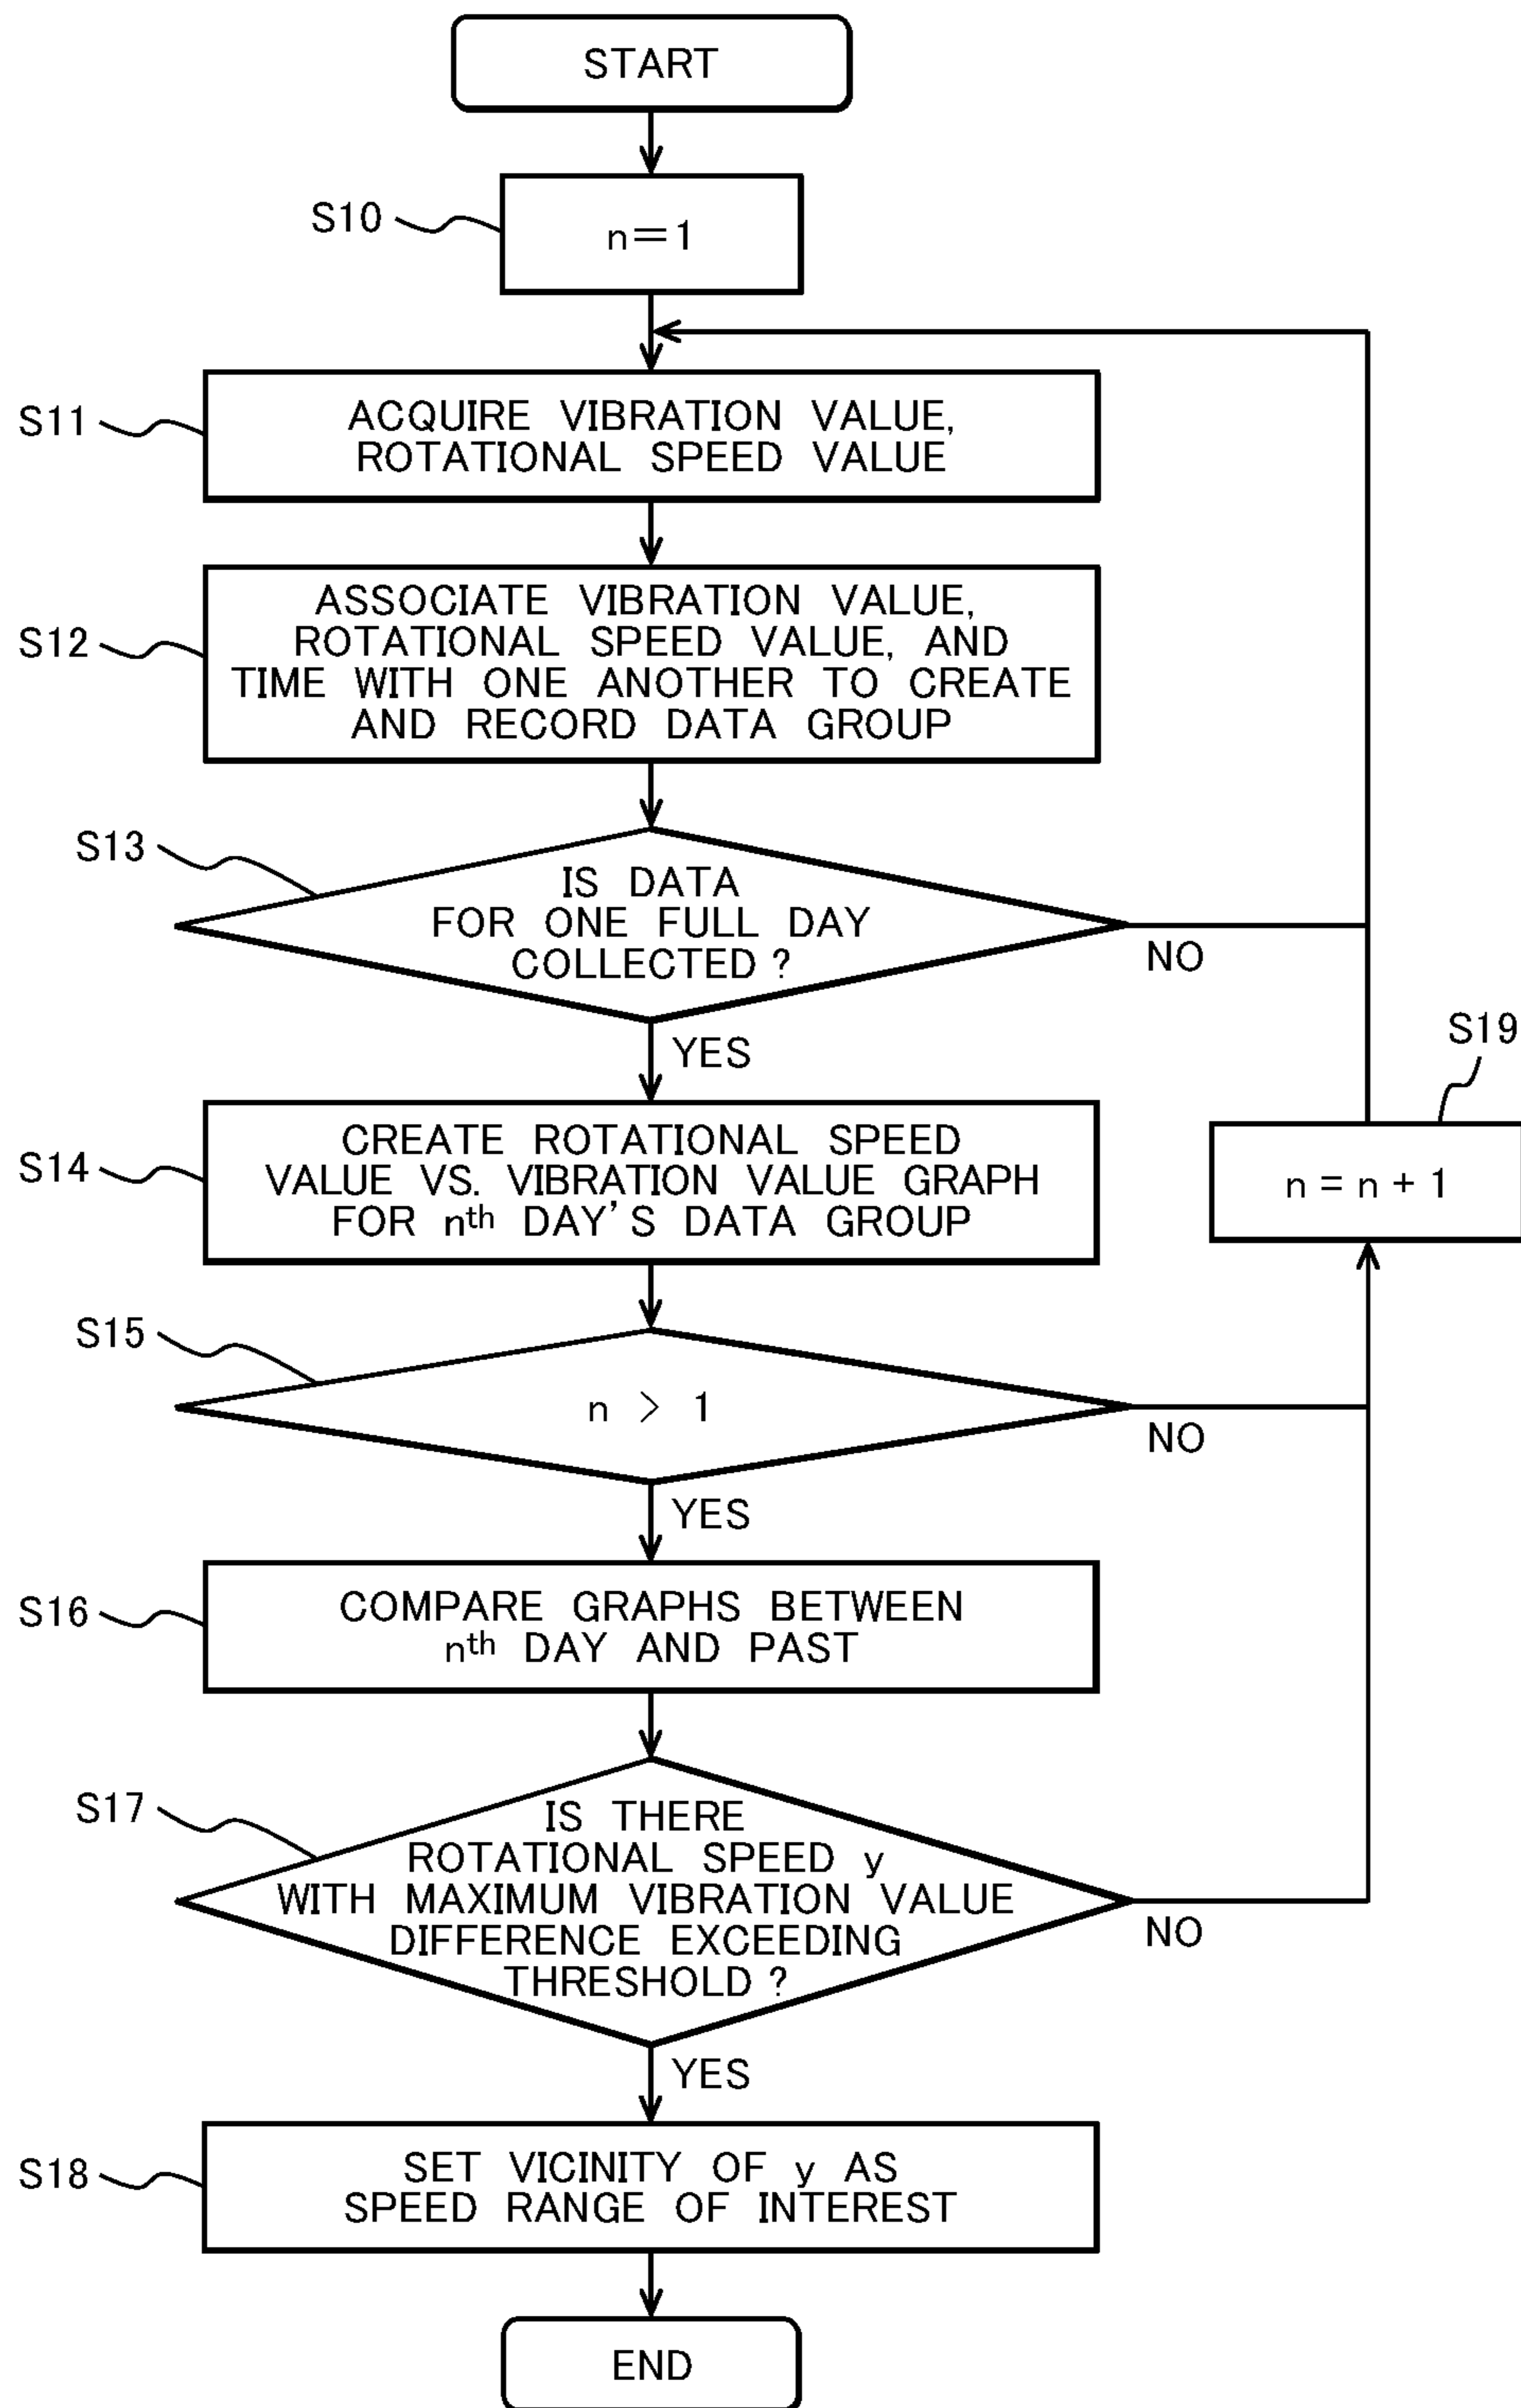 START
S10
n=1
S11
ACQUIRE VIBRATION VALUE,
ROTATIONAL SPEED VALUE
S12
ASSOCIATE VIBRATION VALUE,
ROTATIONAL SPEED VALUE, AND
TIME WITH ONE ANOTHER TO CREATE
AND RECORD DATA GROUP
S13
IS DATA
FOR ONE FULL DAY
COLLECTED ?
NO
YES
S19
n = n + 1
S14
CREATE ROTATIONAL SPEED
VALUE VS. VIBRATION VALUE GRAPH
FOR nth DAY'S DATA GROUP
S15
n > 1
NO
YES
S16
COMPARE GRAPHS BETWEEN
nth DAY AND PAST
S17
IS THERE
ROTATIONAL SPEED y
WITH MAXIMUM VIBRATION VALUE
DIFFERENCE EXCEEDING
THRESHOLD ?
NO
YES
S18
SET VICINITY OF y AS
SPEED RANGE OF INTEREST
END